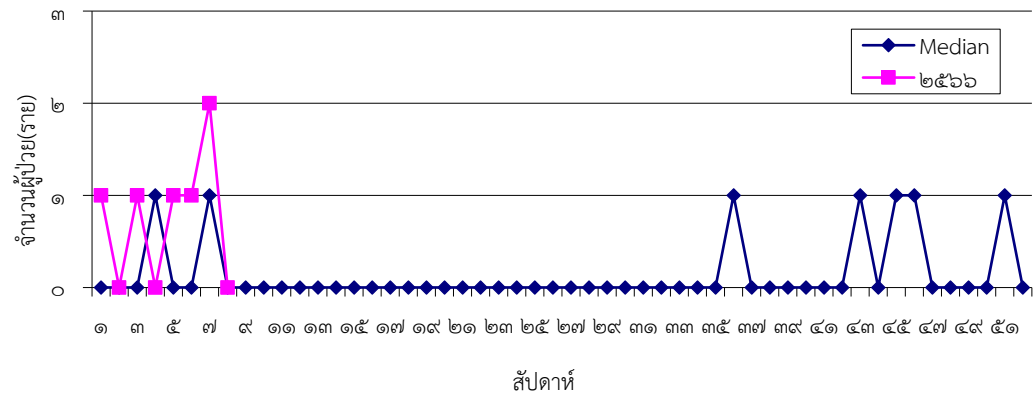 ๓
๒
๑
๐
จำนวนผู้ป่วย(ราย)
Median
๒๕๖๖
๑ ๓ ๕ ๗ ๙ ๑๑ ๑๓ ๑๕ ๑๗ ๑๙ ๒๑ ๒๓ ๒๕ ๒๗ ๒๙ ๓๑ ๓๓ ๓๕ ๓๗ ๓๙ ๔๑ ๔๓ ๔๕ ๔๗ ๔๙ ๕๑
สัปดาห์